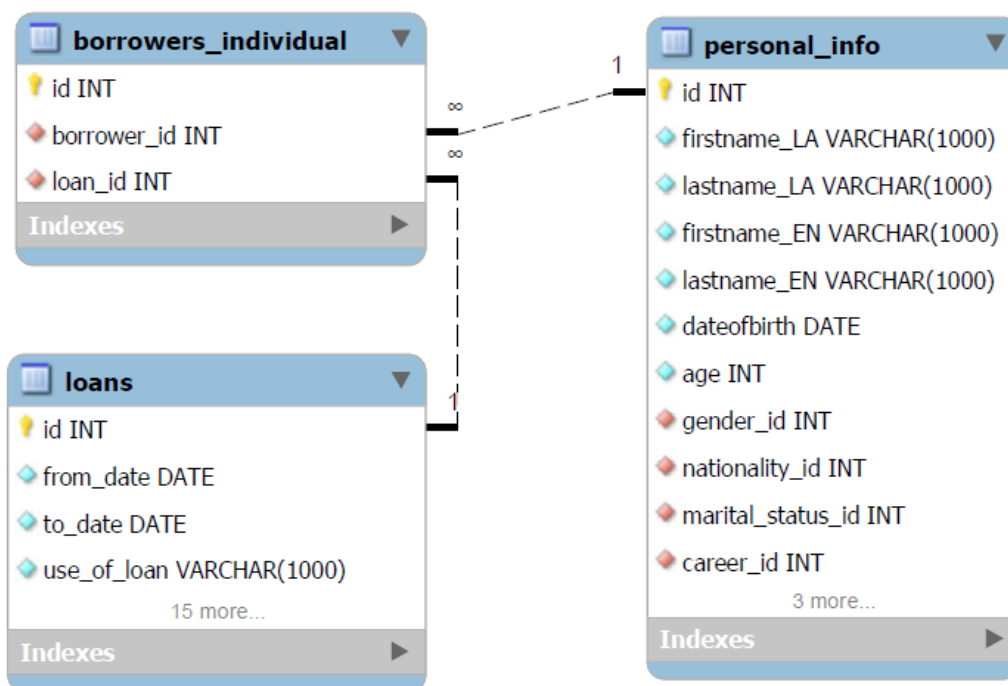 borrowers_individual
id INT
borrower_id INT
loan_id INT
Indexes
∞
∞
1
personal_info
id INT
firstname_LA VARCHAR(1000)
lastname_LA VARCHAR(1000)
firstname_EN VARCHAR(1000)
lastname_EN VARCHAR(1000)
dateofbirth DATE
age INT
gender_id INT
nationality_id INT
marital_status_id INT
career_id INT
3 more...
Indexes
loans
1
id INT
from_date DATE
to_date DATE
use_of_loan VARCHAR(1000)
15 more...
Indexes